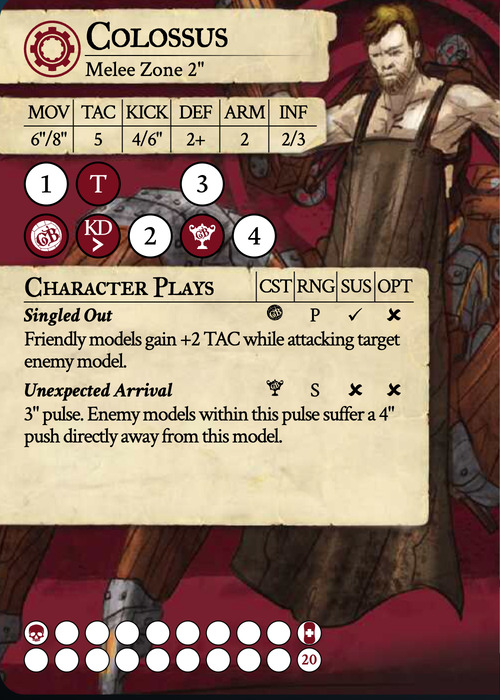 COLOSSUS
Melee Zone 2"
MOV TAC KICK DEF ARM INF
6"/8" 5 4/6" 2+ 2 2/3
1 T 3
GB KD > 2 GB 4
CHARACTER PLAYS CST RNG SUS OPT
Singled Out GB P ✓ ✗
Friendly models gain +2 TAC while attacking target
enemy model.
Unexpected Arrival GB S ✗ ✗
3" pulse. Enemy models within this pulse suffer a 4"
push directly away from this model.
20